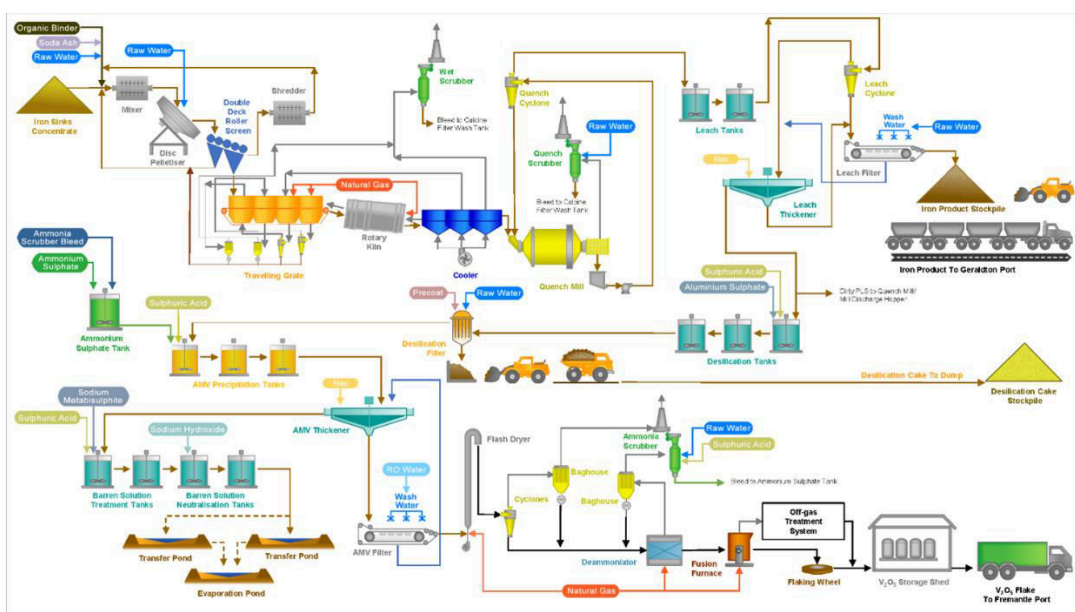 Organic Binder
Soda Ash
Raw Water
Raw Water
Iron Sinks
Concentrate
Mixer
Disc
Pelletiser
Double
Deck
Roller
Screen
Shredder
Wet
Scrubber
Bleed to Calcine
Filter Wash Tank
Natural Gas
Travelling Grate
Rotary
Kiln
Cooler
Quench
Cyclone
Quench
Scrubber
Raw Water
Bleed to Calcine
Filter Wash Tank
Quench Mill
Leach Tanks
Leach
Cyclone
Wash
Water
Raw Water
Leach Filter
Leach
Thickener
Iron Product Stockpile
Iron Product To Geraldton Port
Ammonia
Scrubber Bleed
Ammonium
Sulphate
Ammonium
Sulphate Tank
Sulphuric Acid
AMV Precipitation Tanks
Precoat
Raw Water
Desilication
Filter
Sulphuric Acid
Aluminium Sulphate
Desilication Tanks
Dirty PLS to Quench Mill/
Mill Discharge Hopper
Desilication Cake To Dump
Desilication Cake
Stockpile
Sodium
Metabisulphite
Sulphuric Acid
Sodium Hydroxide
Barren Solution
Treatment Tanks
Barren Solution
Neutralisation Tanks
Transfer Pond
Transfer Pond
Evaporation Pond
AMV Thickener
RO Water
Wash
Water
AMV Filter
Flash Dryer
Cyclones
Baghouse
Baghouse
Ammonia
Scrubber
Raw Water
Sulphuric Acid
Bleed to Ammonium Sulphate Tank
Deammoniator
Fusion
Furnace
Natural Gas
Off-gas
Treatment
System
Flaking Wheel
V₂O₅ Storage Shed
V₂O₅ Flake
To Fremantle Port